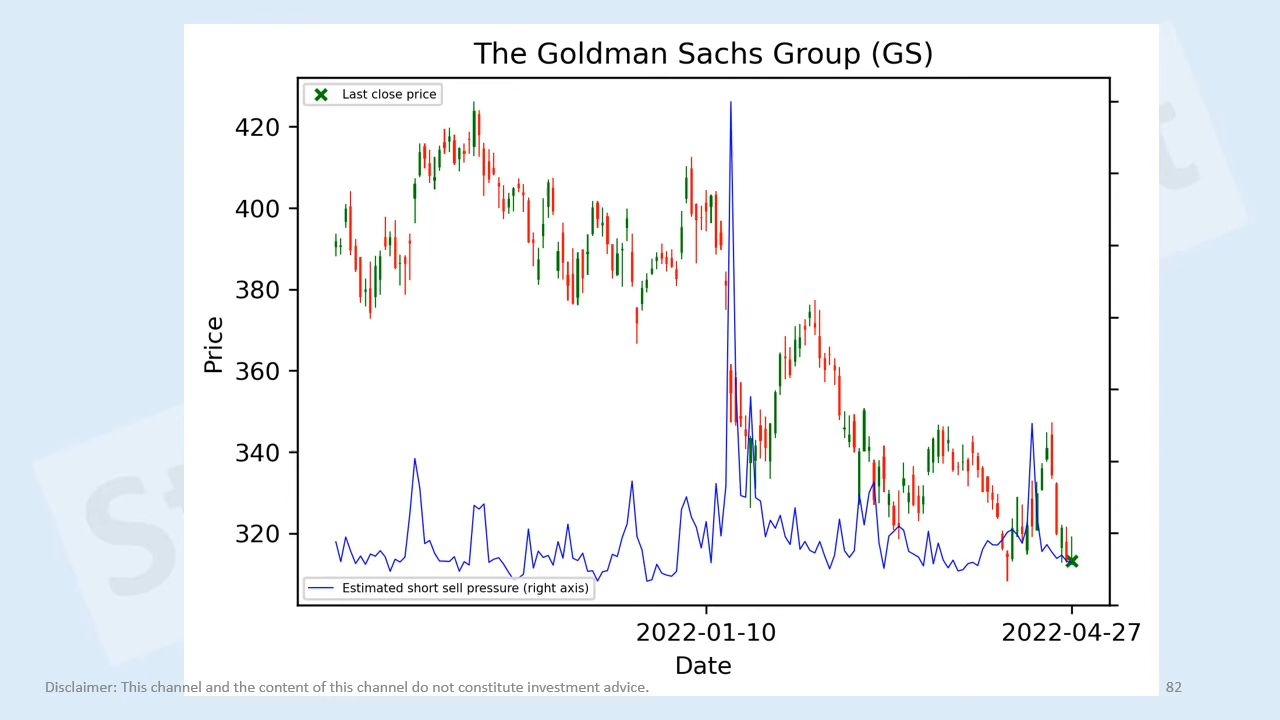 The Goldman Sachs Group (GS)
Last close price
420
400
380
360
340
320
Price
Estimated short sell pressure (right axis)
2022-01-10
2022-04-27
Date
Disclaimer: This channel and the content of this channel do not constitute investment advice.
82